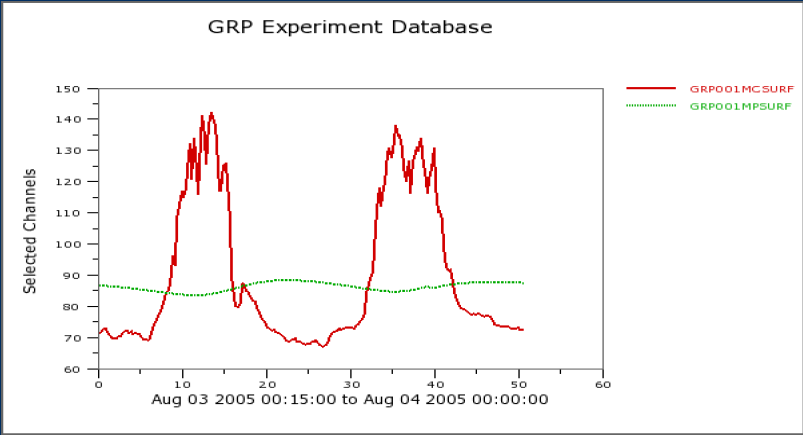 GRP Experiment Database
150
140
130
120
110
100
90
80
70
60
Selected Channels
0 10 20 30 40 50 60
Aug 03 2005 00:15:00 to Aug 04 2005 00:00:00
GRP001MCSURF
GRP001MPSURF